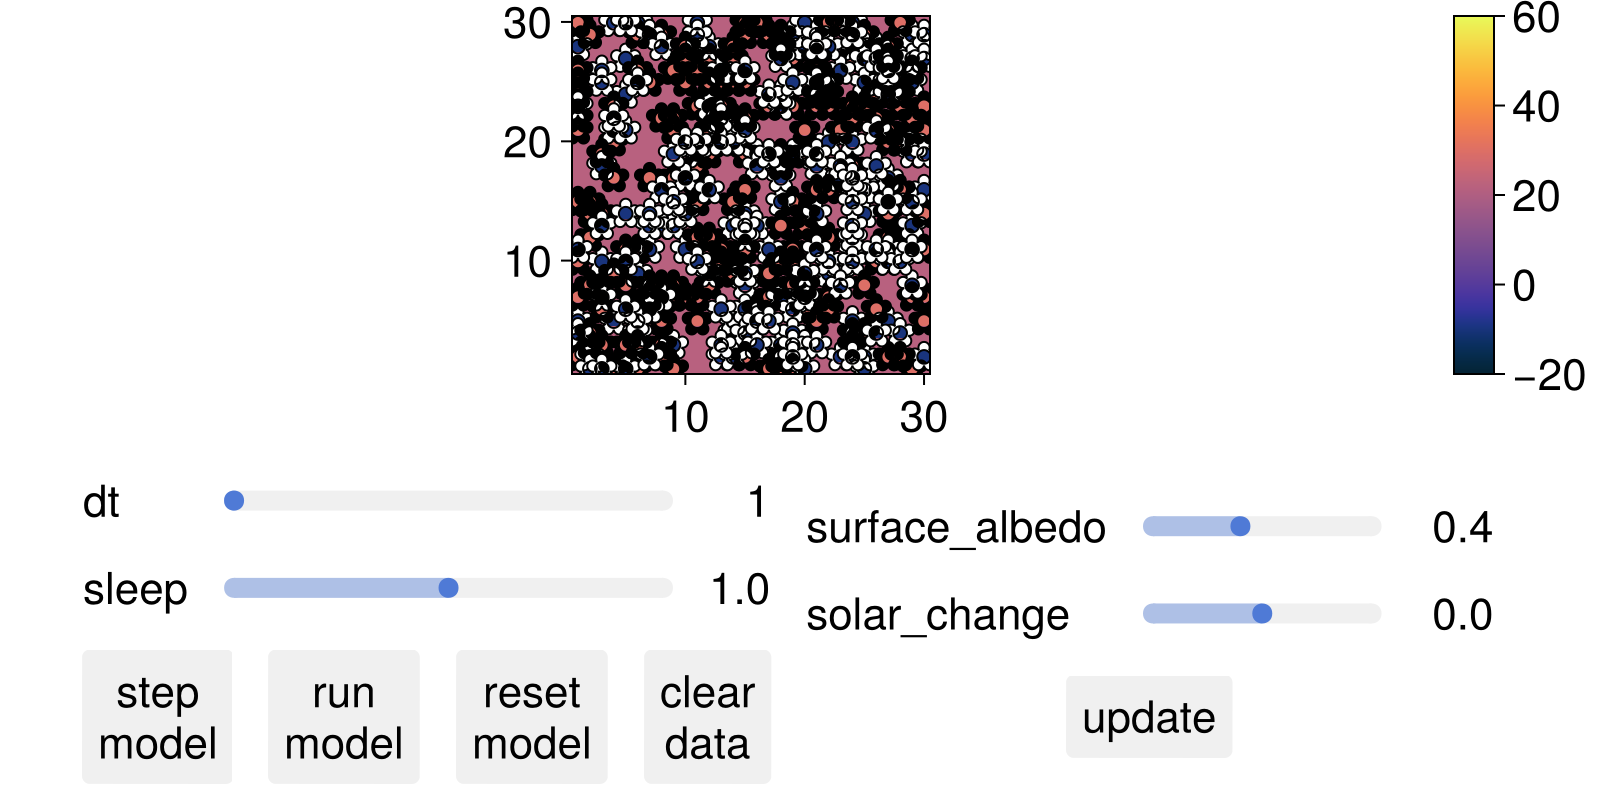 30
20
10
10 20 30
60
40
20
0
−20
dt 1
sleep 1.0
surface_albedo 0.4
solar_change 0.0
step
model
run
model
reset
model
clear
data
update